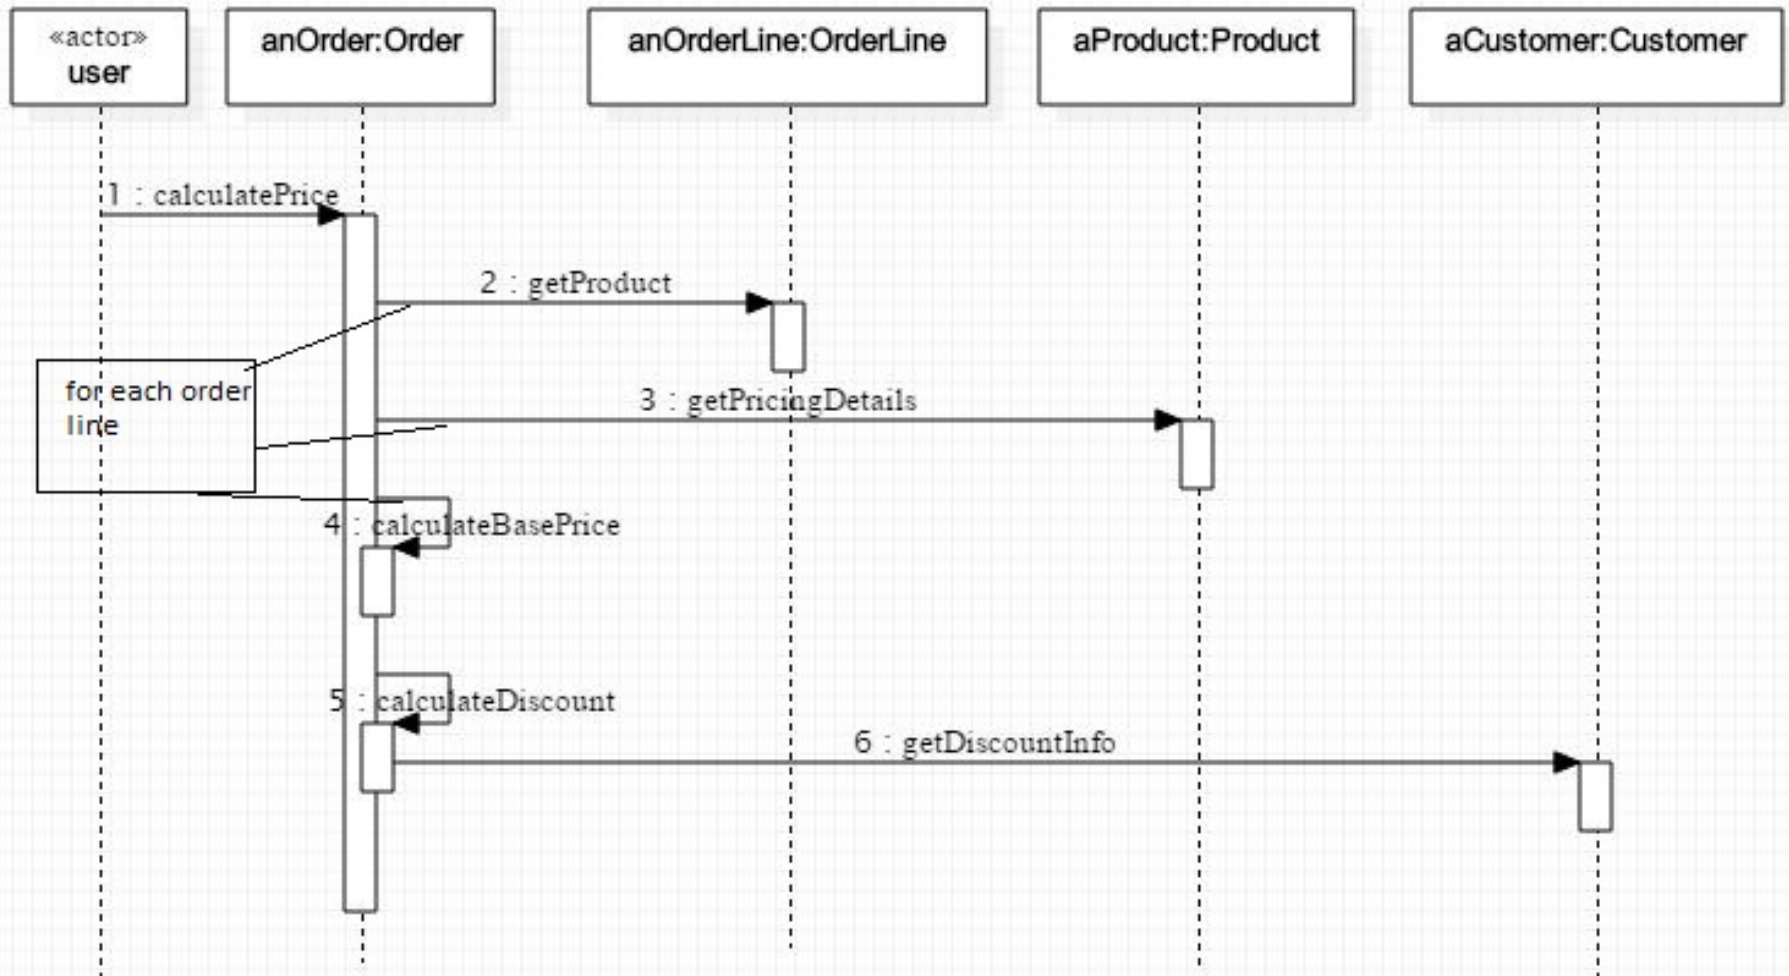 «actor»
user
anOrder:Order
anOrderLine:OrderLine
aProduct:Product
aCustomer:Customer
1 : calculatePrice
2 : getProduct
for each order
line
3 : getPricingDetails
4 : calculateBasePrice
5 : calculateDiscount
6 : getDiscountInfo